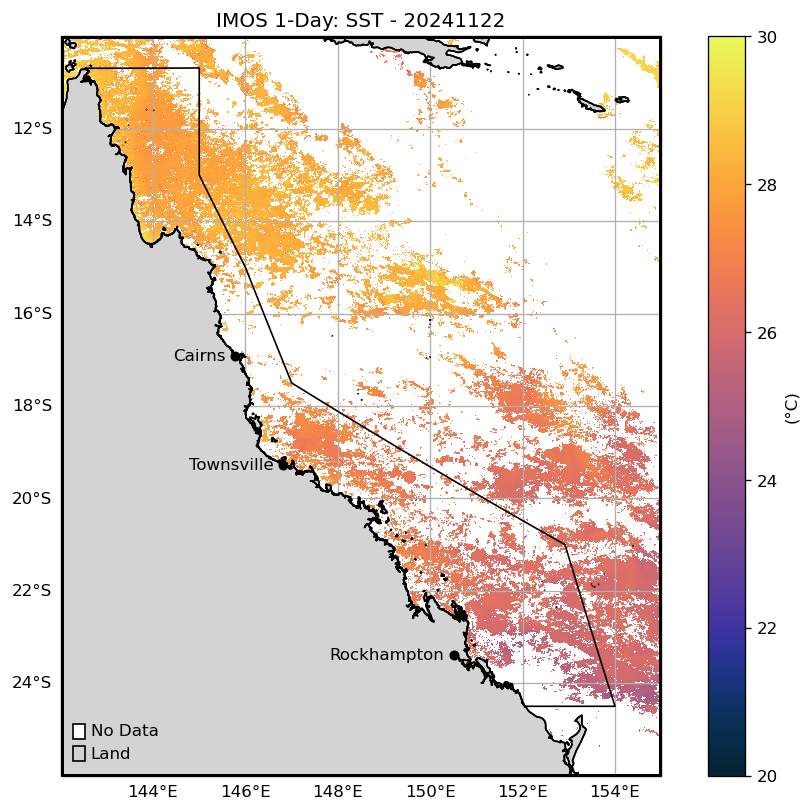 IMOS 1-Day: SST - 20241122
30
12°S
28
14°S
16°S
26
Cairns
(°C)
18°S
Townsville
24
20°S
22°S
22
Rockhampton
24°S
No Data
Land
20
144°E 146°E 148°E 150°E 152°E 154°E